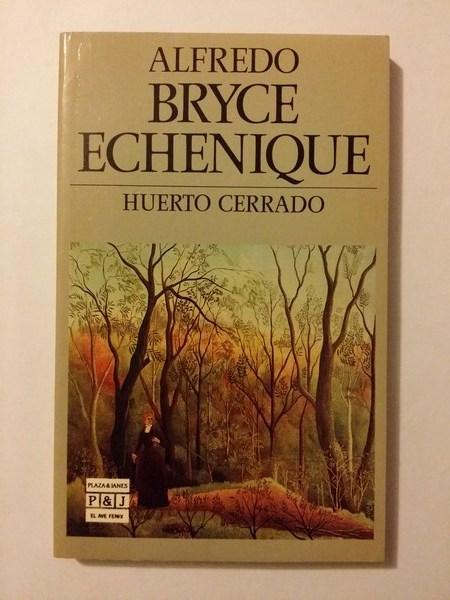 ALFREDO
BRYCE
ECHENIQUE
HUERTO CERRADO
PLAZA & JANES
P&J
EL AVE FENIX